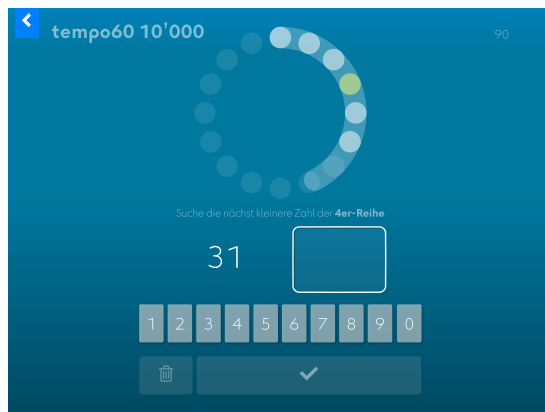 tempo60 10’000
90
Suche die nächst kleinere Zahl der 4er-Reihe
31
1 2 3 4 5 6 7 8 9 0